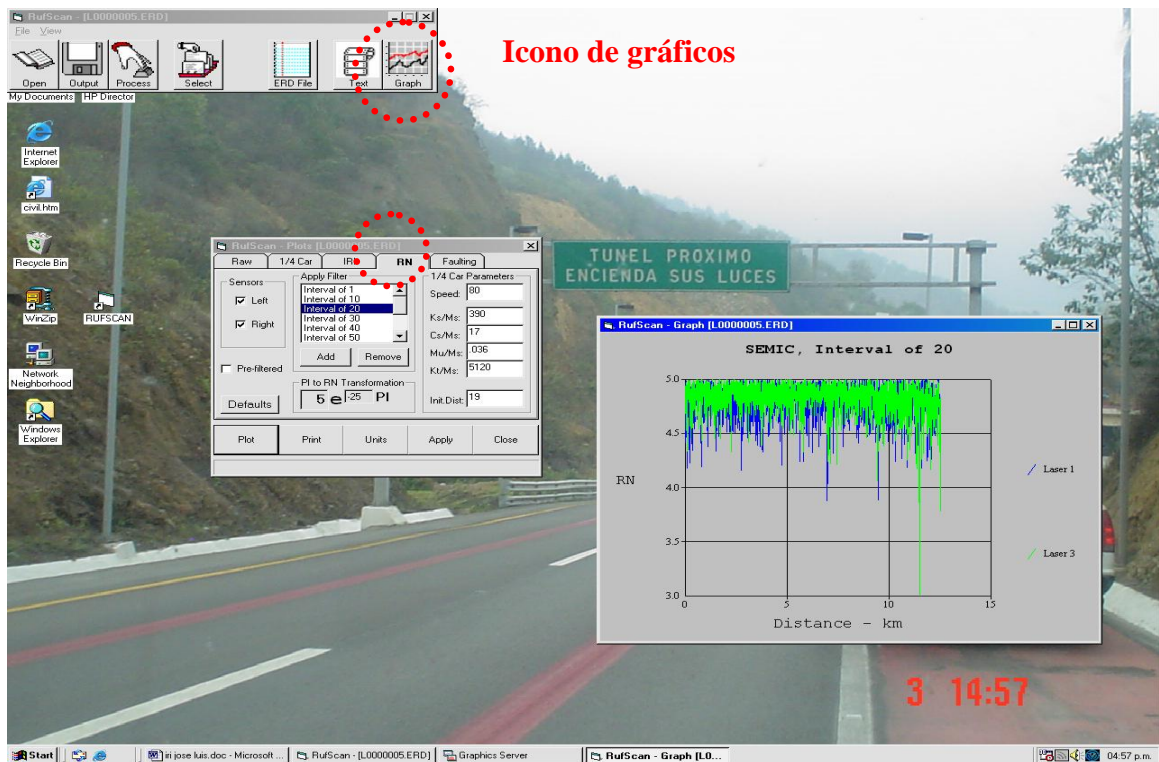 RufScan - [L0000005.ERD]
File View
Open Output Process Select ERD File Text Graph
Icono de gráficos
My Documents HP Director
Internet Explorer
civil.htm
Recycle Bin
WinZip RUFSCAN
Network Neighborhood
Windows Explorer
RufScan - Plots [L0000005.ERD]
Raw 1/4 Car IRI RN Faulting
Sensors
Left
Right
Pre-filtered
Defaults
Apply Filter
Interval of 1
Interval of 10
Interval of 20
Interval of 30
Interval of 40
Interval of 50
Add Remove
PI to RN Transformation
5 e -25 PI
1/4 Car Parameters
Speed: 80
Ks/Ms: 390
Cs/Ms: 17
Mu/Ms: .036
Kt/Ms: 5120
Init.Dist: 19
Plot Print Units Apply Close
TUNEL PROXIMO
ENCIENDA SUS LUCES
RufScan - Graph [L0000005.ERD]
SEMIC, Interval of 20
5.0
4.5
4.0
3.5
3.0
RN
0 5 10 15
Distance - km
Laser 1
Laser 3
3 14:57
Start iri jose luis.doc - Microsoft ... RufScan - [L0000005.ERD] Graphics Server RufScan - Graph [L0... 04:57 p.m.